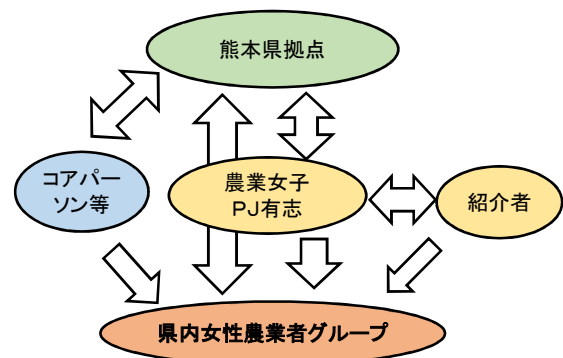 熊本県拠点
コアパー
ソン等
農業女子
PJ有志
紹介者
県内女性農業者グループ